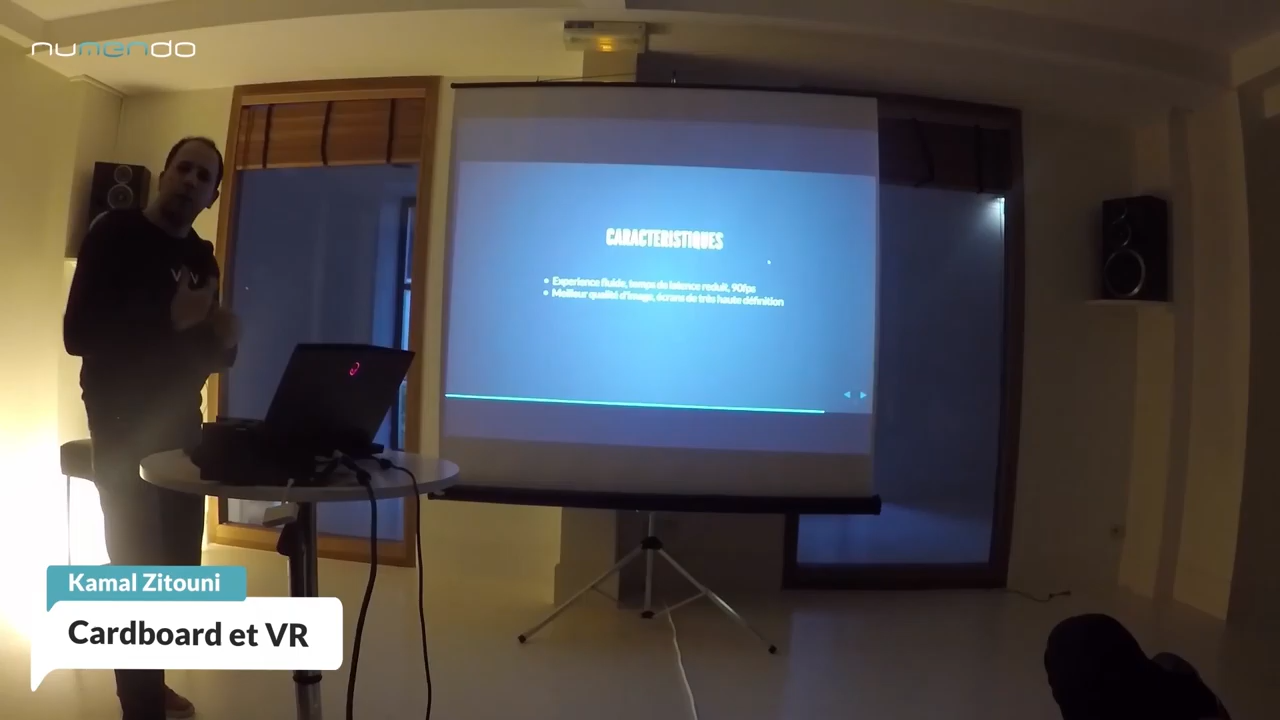 numendo
CARACTERISTIQUES
Experience fluide, temps de latence reduit, 90fps
Meilleur qualité d'image, écrans de très haute définition
Kamal Zitouni
Cardboard et VR